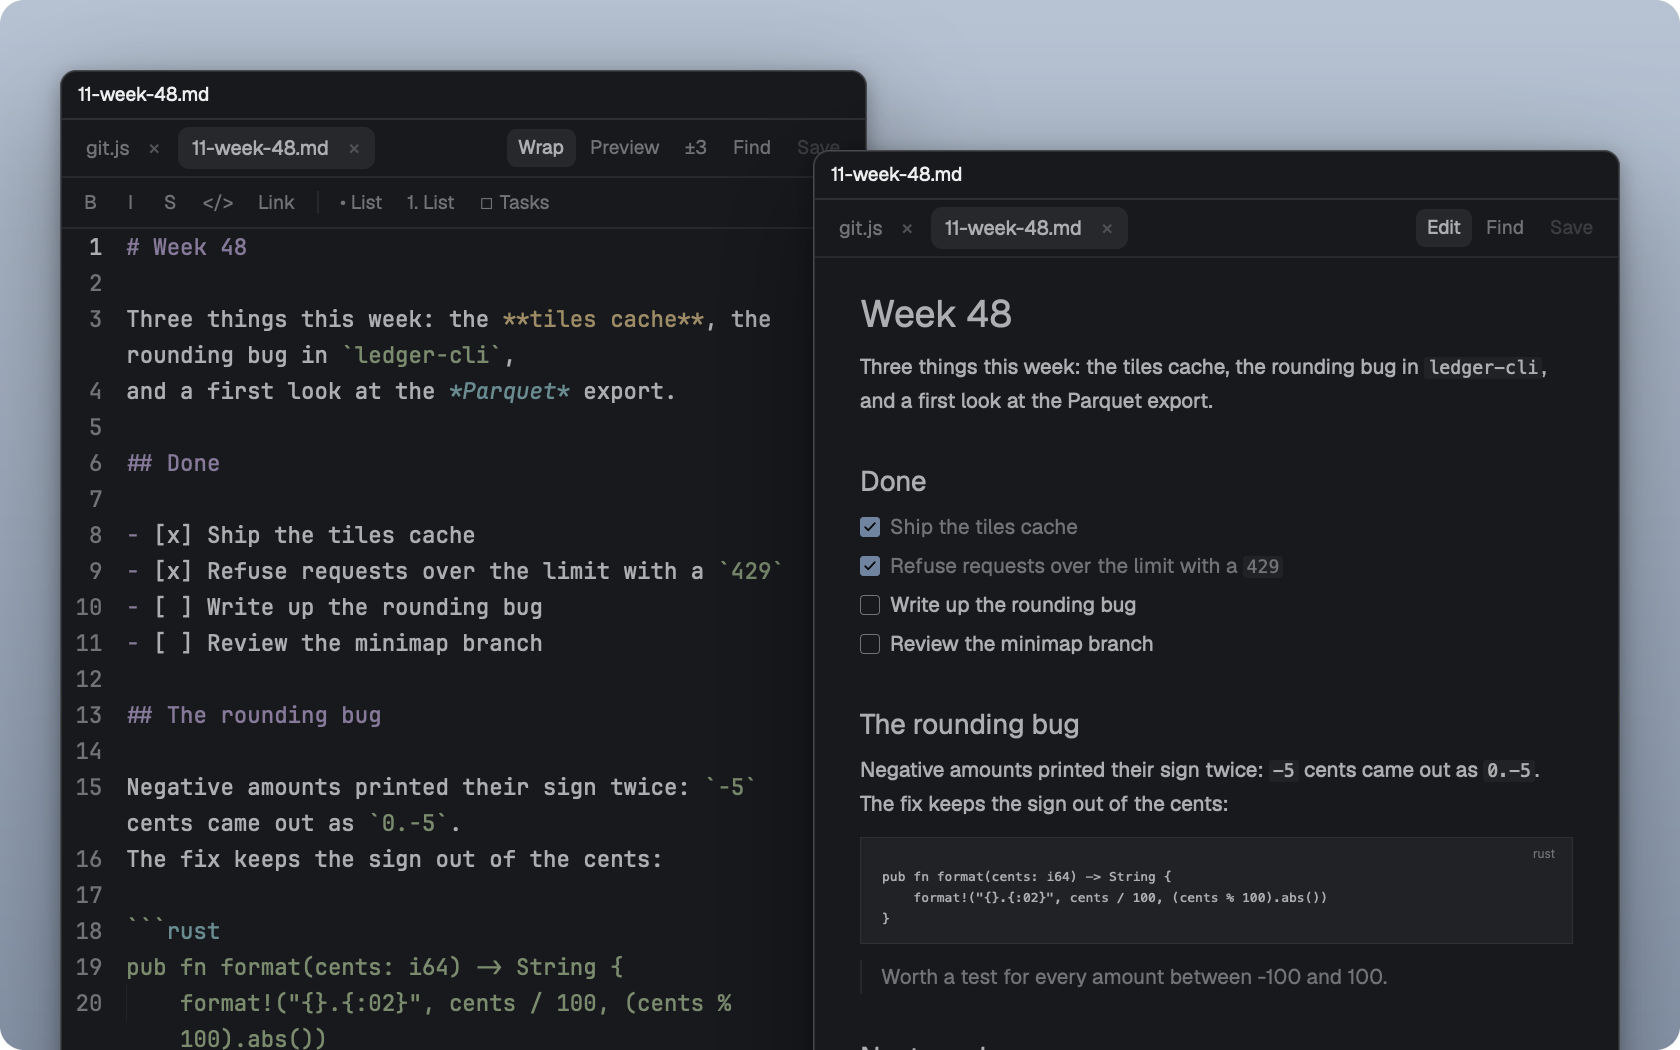 11-week-48.md
git.js × 11-week-48.md × Wrap Preview ±3 Find Save
B I S </> Link • List 1. List □ Tasks
1 # Week 48
2
3 Three things this week: the **tiles cache**, the
rounding bug in `ledger-cli`,
4 and a first look at the *Parquet* export.
5
6 ## Done
7
8 - [x] Ship the tiles cache
9 - [x] Refuse requests over the limit with a `429`
10 - [ ] Write up the rounding bug
11 - [ ] Review the minimap branch
12
13 ## The rounding bug
14
15 Negative amounts printed their sign twice: `-5`
cents came out as `0.-5`.
16 The fix keeps the sign out of the cents:
17
18 ```rust
19 pub fn format(cents: i64) -> String {
20 format!("{}.{:02}", cents / 100, (cents %
100).abs())
11-week-48.md
git.js × 11-week-48.md × Edit Find Save
Week 48
Three things this week: the tiles cache, the rounding bug in ledger-cli,
and a first look at the Parquet export.
Done
Ship the tiles cache
Refuse requests over the limit with a 429
Write up the rounding bug
Review the minimap branch
The rounding bug
Negative amounts printed their sign twice: -5 cents came out as 0.-5.
The fix keeps the sign out of the cents:
rust
pub fn format(cents: i64) -> String {
format!("{}.{:02}", cents / 100, (cents % 100).abs())
}
Worth a test for every amount between -100 and 100.